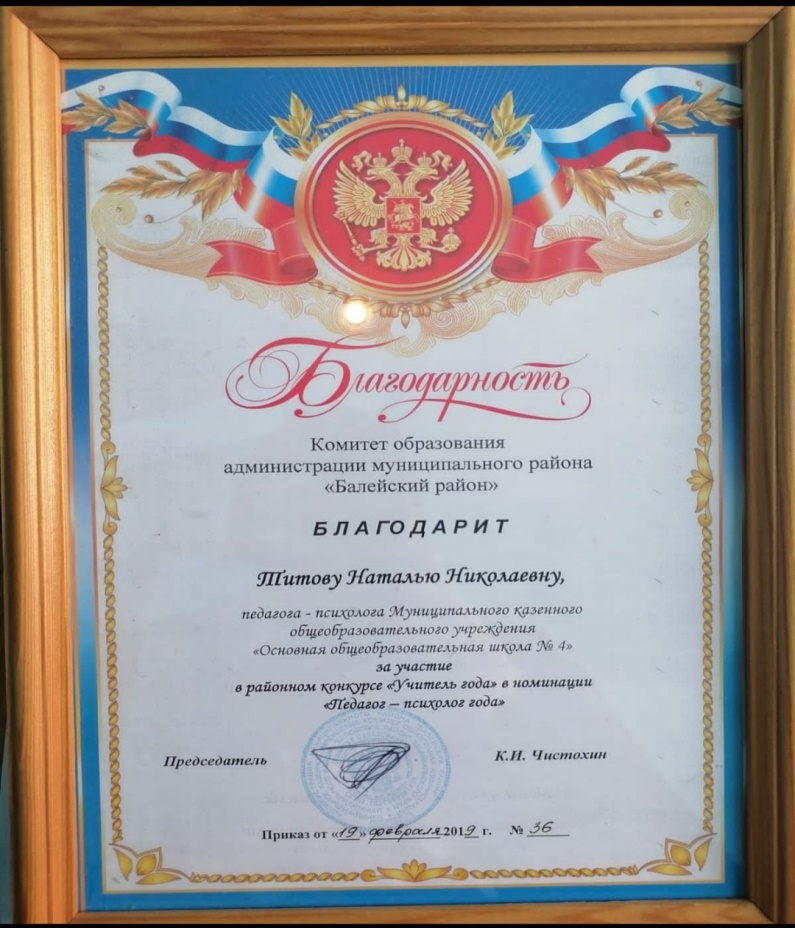 Благодарность
Комитет образования
администрации муниципального района
«Балейский район»
БЛАГОДАРИТ
Титову Наталью Николаевну,
педагога - психолога Муниципального казенного
общеобразовательного учреждения
«Основная общеобразовательная школа № 4»
за участие
в районном конкурсе «Учитель года» в номинации
«Педагог – психолог года»
Председатель К.И. Чистохин
Приказ от «19» февраля 2019 г. № 36